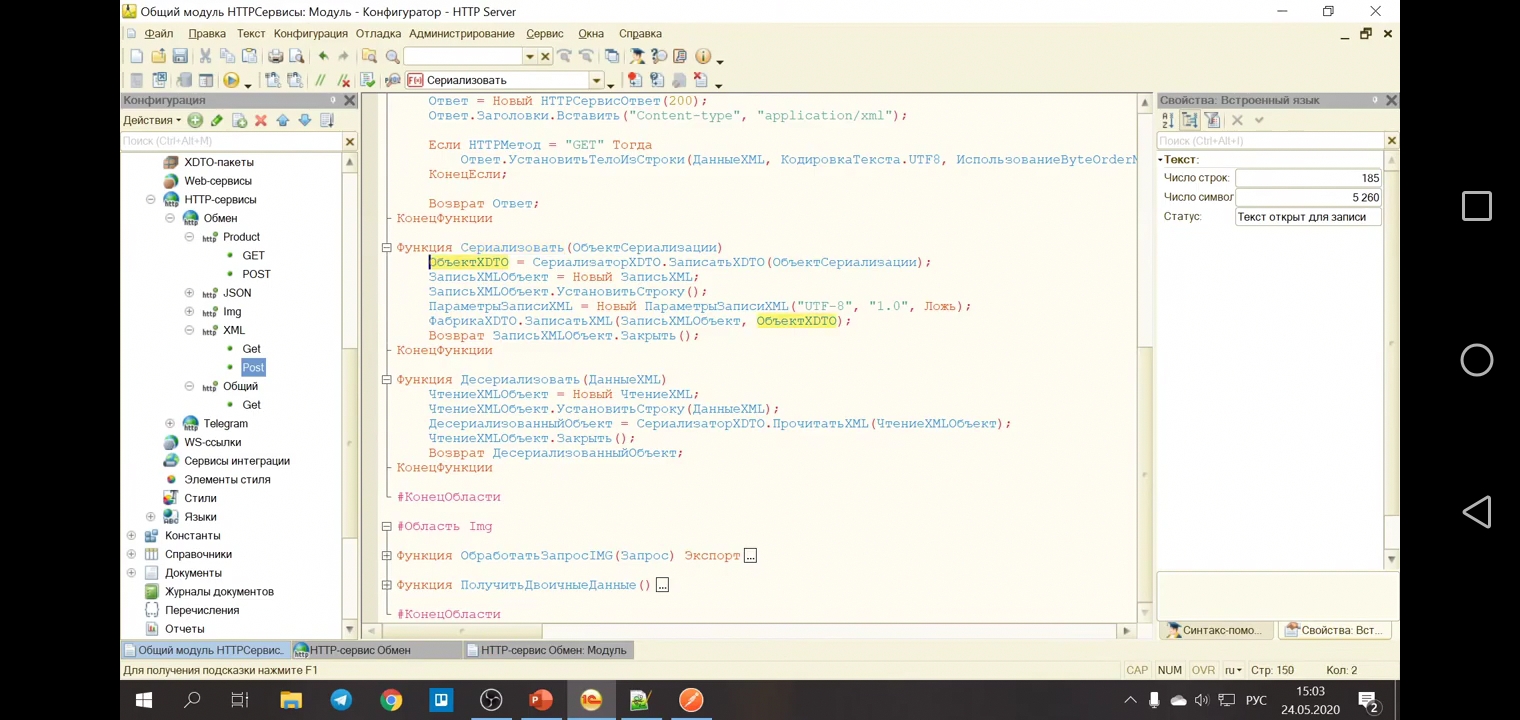 Общий модуль HTTPСервисы: Модуль - Конфигуратор - HTTP Server
Файл Правка Текст Конфигурация Отладка Администрирование Сервис Окна Справка
Сериализовать
Конфигурация
Действия
Поиск (Ctrl+Alt+M)
XDTO-пакеты
Web-сервисы
HTTP-сервисы
Обмен
Product
GET
POST
JSON
Img
XML
Get
Post
Общий
Get
Telegram
WS-ссылки
Сервисы интеграции
Элементы стиля
Стили
Языки
Константы
Справочники
Документы
Журналы документов
Перечисления
Отчеты
Ответ = Новый HTTPСервисОтвет(200);
Ответ.Заголовки.Вставить("Content-type", "application/xml");
Если HTTPМетод = "GET" Тогда
Ответ.УстановитьТелоИзСтроки(ДанныеXML, КодировкаТекста.UTF8, ИспользованиеByteOrderM
КонецЕсли;
Возврат Ответ;
КонецФункции
Функция Сериализовать(ОбъектСериализации)
ОбъектXDTO = СериализаторXDTO.ЗаписатьXDTO(ОбъектСериализации);
ЗаписьXMLОбъект = Новый ЗаписьXML;
ЗаписьXMLОбъект.УстановитьСтроку();
ПараметрыЗаписиXML = Новый ПараметрыЗаписиXML("UTF-8", "1.0", Ложь);
ФабрикаXDTO.ЗаписатьXML(ЗаписьXMLОбъект, ОбъектXDTO);
Возврат ЗаписьXMLОбъект.Закрыть();
КонецФункции
Функция Десериализовать(ДанныеXML)
ЧтениеXMLОбъект = Новый ЧтениеXML;
ЧтениеXMLОбъект.УстановитьСтроку(ДанныеXML);
ДесериализованныйОбъект = СериализаторXDTO.ПрочитатьXML(ЧтениеXMLОбъект);
ЧтениеXMLОбъект.Закрыть();
Возврат ДесериализованныйОбъект;
КонецФункции
#КонецОбласти
#Область Img
Функция ОбработатьЗапросIMG(Запрос) Экспорт...
Функция ПолучитьДвоичныеДанные()...
#КонецОбласти
Свойства: Встроенный язык
Поиск (Ctrl+Alt+I)
Текст:
Число строк: 185
Число символ 5 260
Статус: Текст открыт для записи
Синтакс-помо... Свойства: Вст...
Общий модуль HTTPСервис... HTTP-сервис Обмен HTTP-сервис Обмен: Модуль
Для получения подсказки нажмите F1 CAP NUM OVR ru Стр: 150 Кол: 2
РУС 15:03
24.05.2020
2